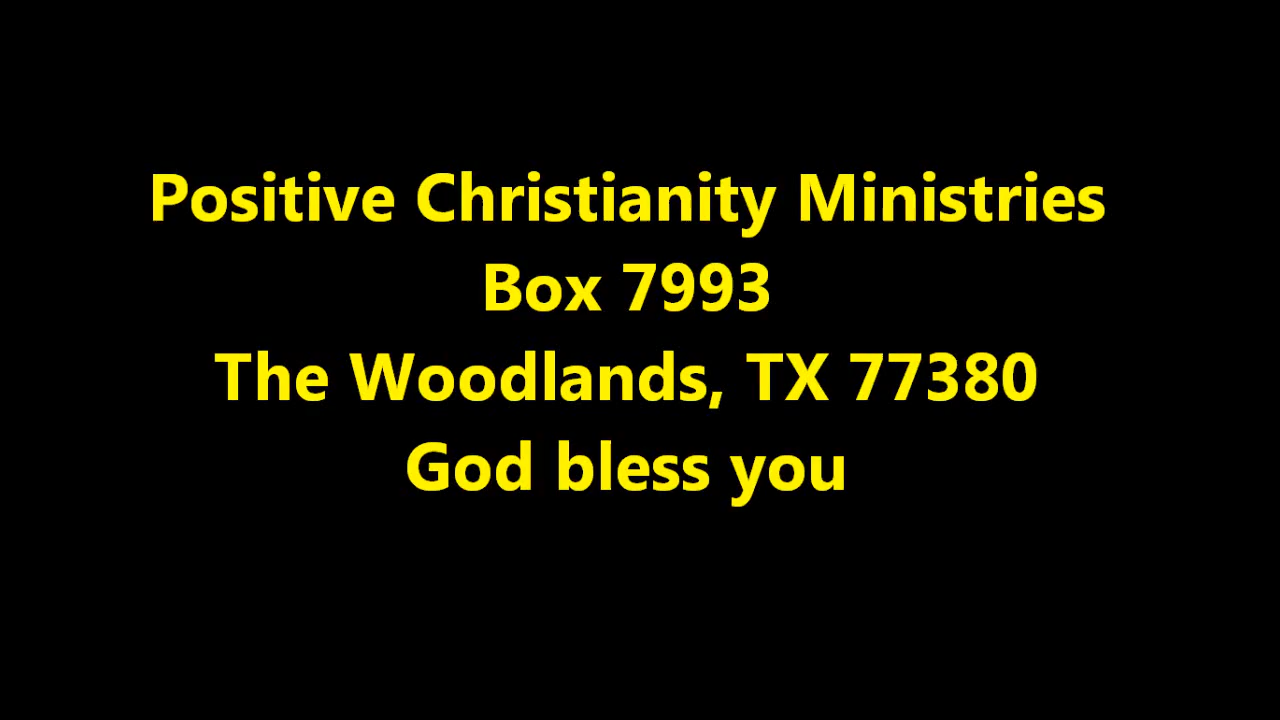 Positive Christianity Ministries
Box 7993
The Woodlands, TX 77380
God bless you